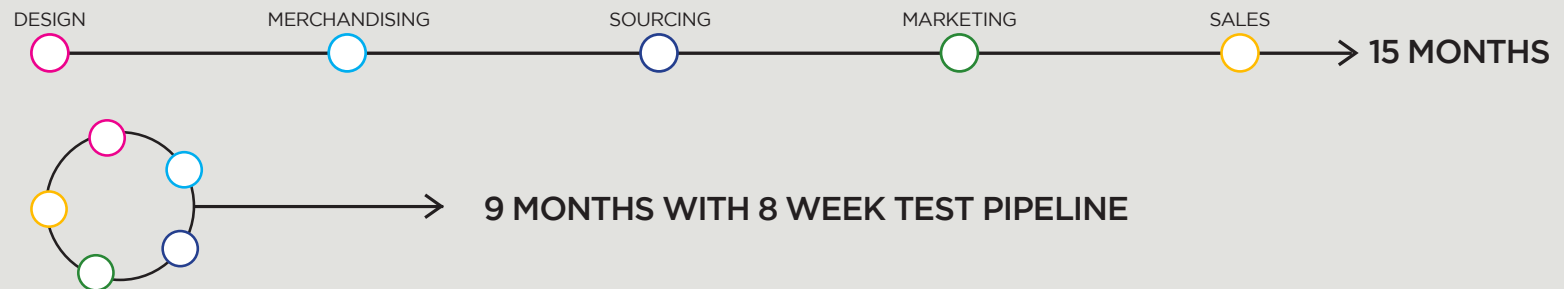 DESIGN MERCHANDISING SOURCING MARKETING SALES
15 MONTHS
9 MONTHS WITH 8 WEEK TEST PIPELINE